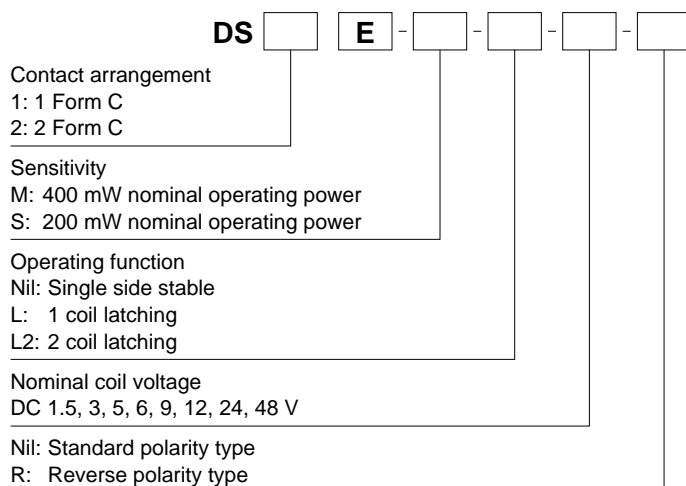 DS E - - - -
Contact arrangement
1: 1 Form C
2: 2 Form C
Sensitivity
M: 400 mW nominal operating power
S: 200 mW nominal operating power
Operating function
Nil: Single side stable
L: 1 coil latching
L2: 2 coil latching
Nominal coil voltage
DC 1.5, 3, 5, 6, 9, 12, 24, 48 V
Nil: Standard polarity type
R: Reverse polarity type